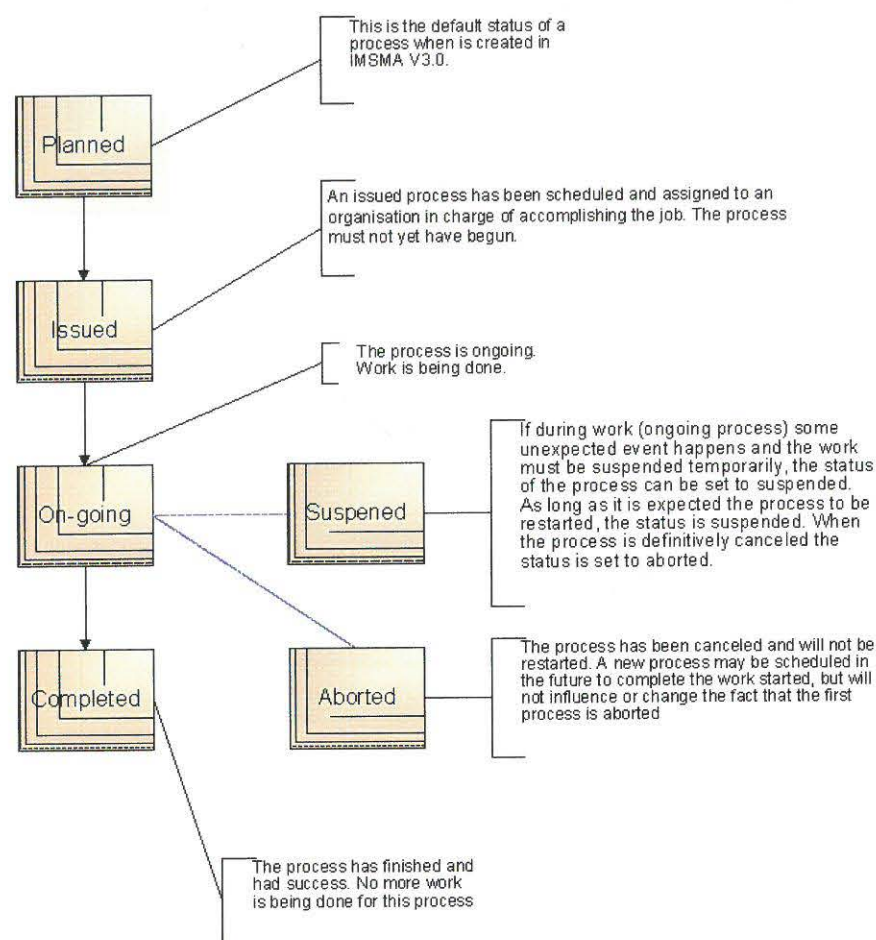 This is the default status of a
process when is created in
IMSMA V3.0.
Planned
An issued process has been scheduled and assigned to an
organisation in charge of accomplishing the job. The process
must not yet have begun.
Issued
The process is ongoing.
Work is being done.
On-going
Suspened
If during work (ongoing process) some
unexpected event happens and the work
must be suspended temporarily, the status
of the process can be set to suspended.
As long as it is expected the process to be
restarted, the status is suspended. When
the process is definitively canceled the
status is set to aborted.
Completed
Aborted
The process has been canceled and will not be
restarted. A new process may be scheduled in
the future to complete the work started, but will
not influence or change the fact that the first
process is aborted
The process has finished and
had success. No more work
is being done for this process